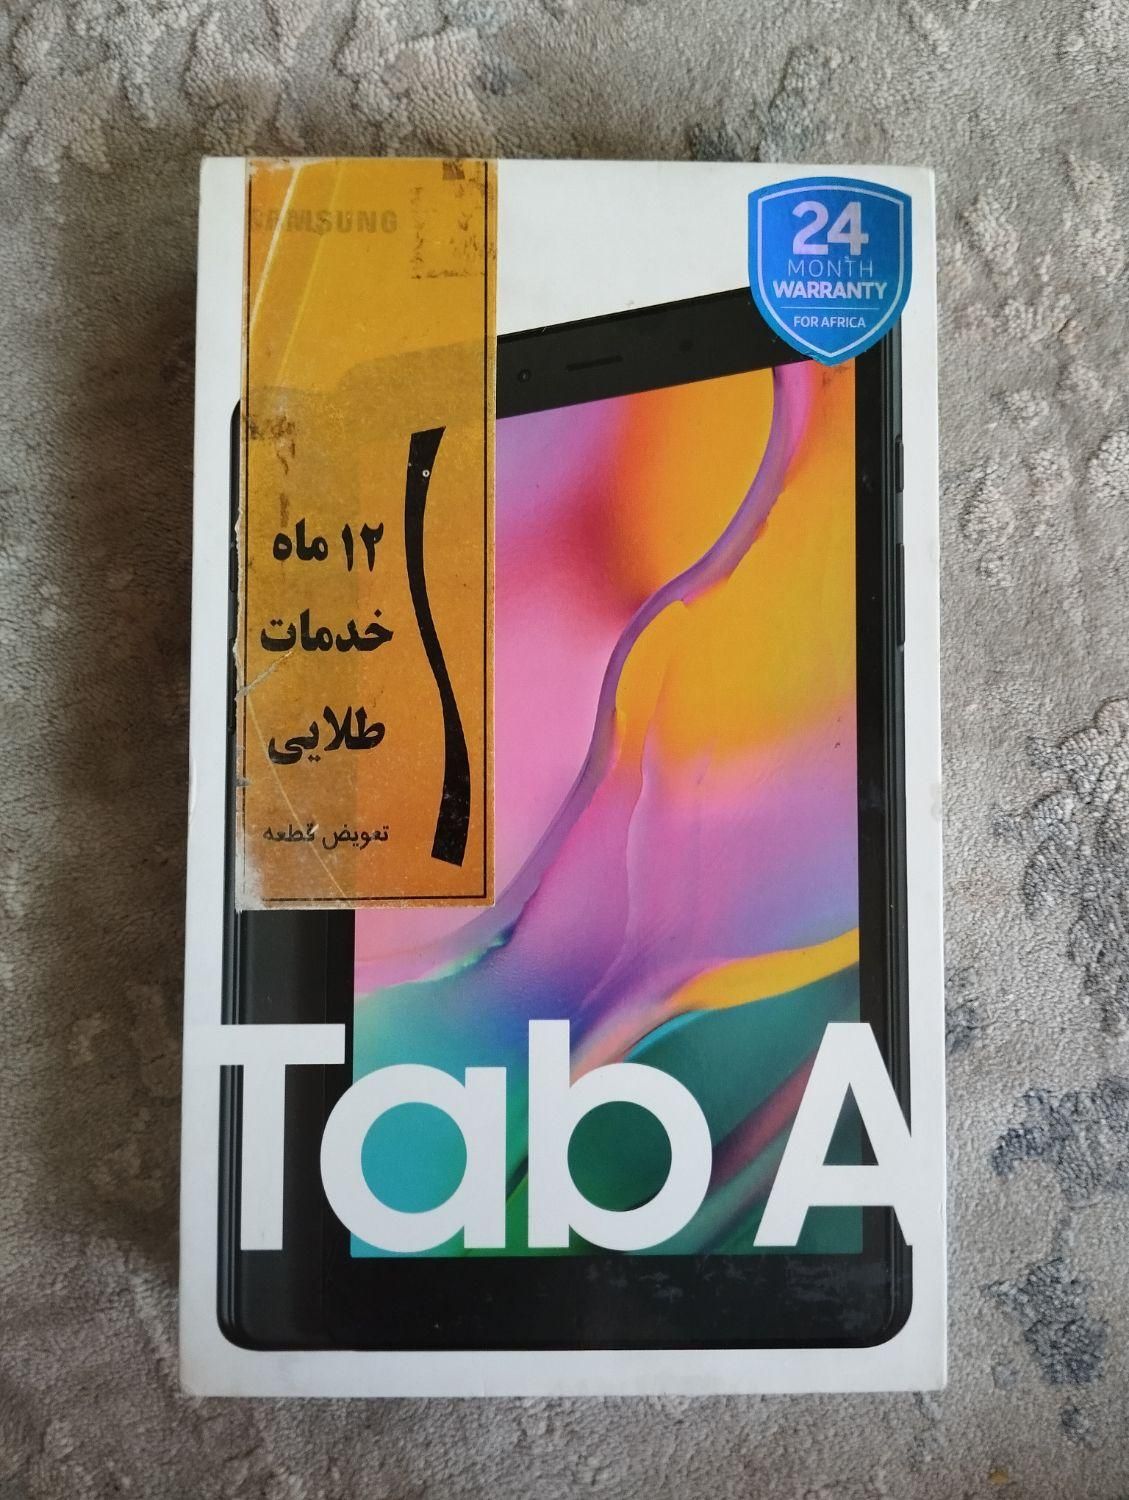 SAMSUNG
24
MONTH
WARRANTY
FOR AFRICA
۱۲ ماه
خدمات
طلایی
تعویض قطعه
Tab A